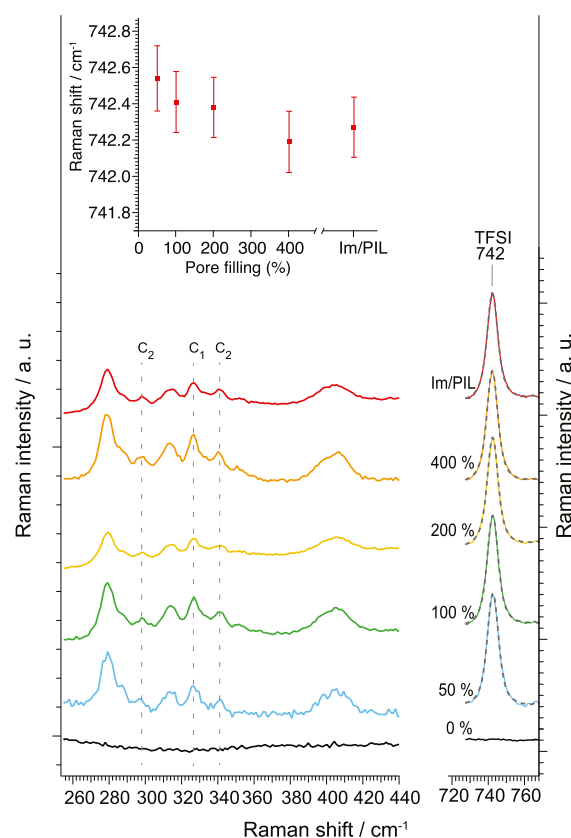 742.8
742.6
742.4
742.2
742.0
741.8
Raman shift / cm⁻¹
0 100 200 300 400 Im/PIL
Pore filling (%)
TFSI
742
C₂ C₁ C₂
Im/PIL
400 %
200 %
100 %
50 %
0 %
Raman intensity / a. u.
Raman intensity / a. u.
260 280 300 320 340 360 380 400 420 440 720 740 760
Raman shift / cm⁻¹